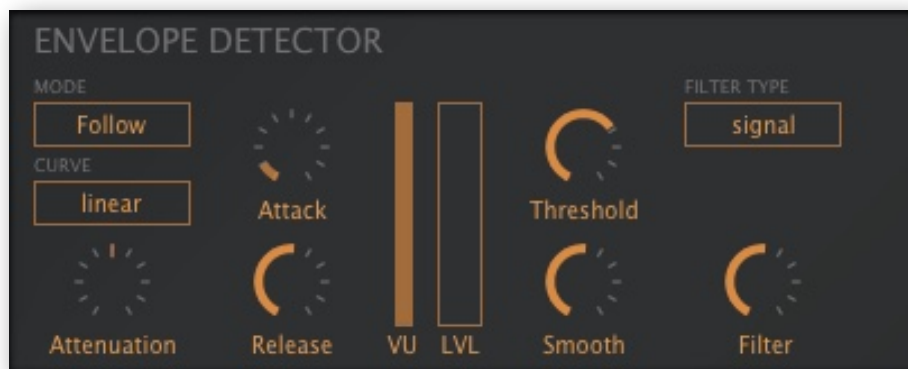 ENVELOPE DETECTOR
MODE
Follow
CURVE
linear
Attenuation
Attack
Release
VU
LVL
Threshold
Smooth
FILTER TYPE
signal
Filter